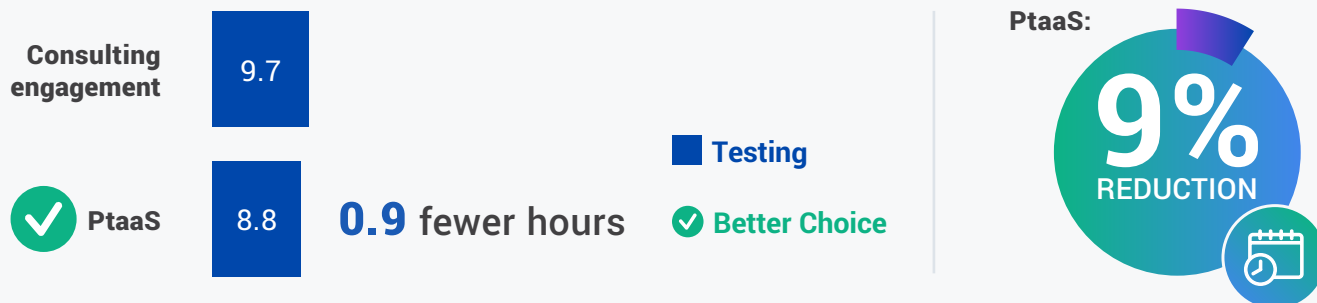 Consulting
engagement
9.7
PtaaS
8.8
0.9 fewer hours
Testing
Better Choice
PtaaS:
9%
REDUCTION